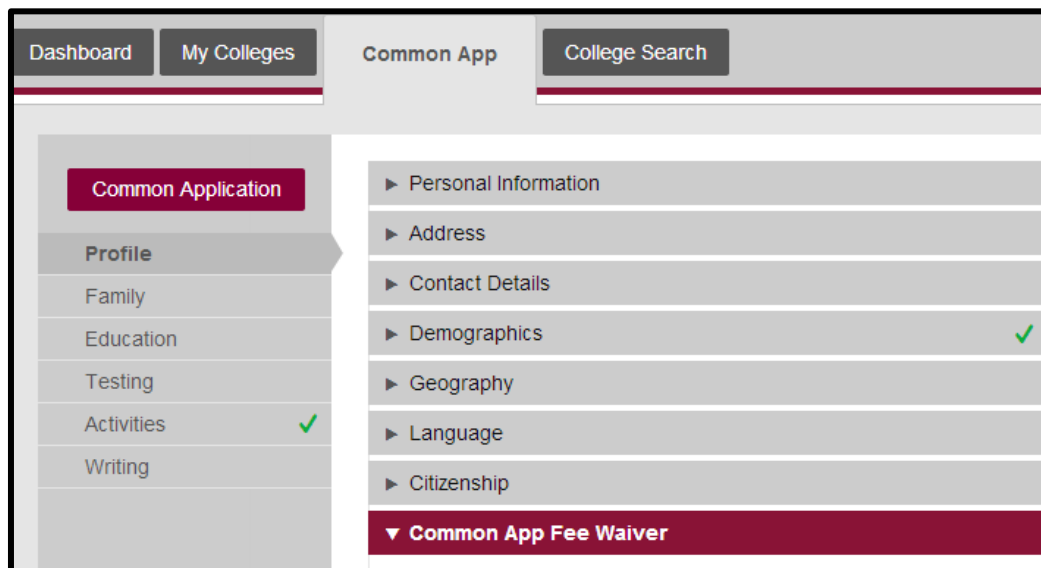 Dashboard
My Colleges
Common App
College Search
Common Application
Profile
Family
Education
Testing
Activities
Writing
Personal Information
Address
Contact Details
Demographics
Geography
Language
Citizenship
Common App Fee Waiver